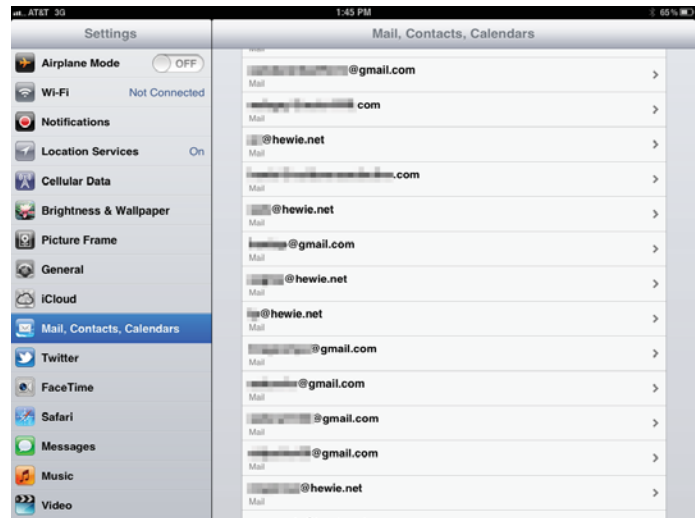 AT&T 3G 1:45 PM 65%
Settings
Airplane Mode OFF
Wi-Fi Not Connected
Notifications
Location Services On
Cellular Data
Brightness & Wallpaper
Picture Frame
General
iCloud
Mail, Contacts, Calendars
Twitter
FaceTime
Safari
Messages
Music
Video
Mail, Contacts, Calendars
Mail
@gmail.com
Mail
com
Mail
@hewie.net
Mail
.com
Mail
@hewie.net
Mail
@gmail.com
Mail
@hewie.net
Mail
@hewie.net
Mail
@gmail.com
Mail
@gmail.com
Mail
@gmail.com
Mail
@gmail.com
Mail
@hewie.net
Mail